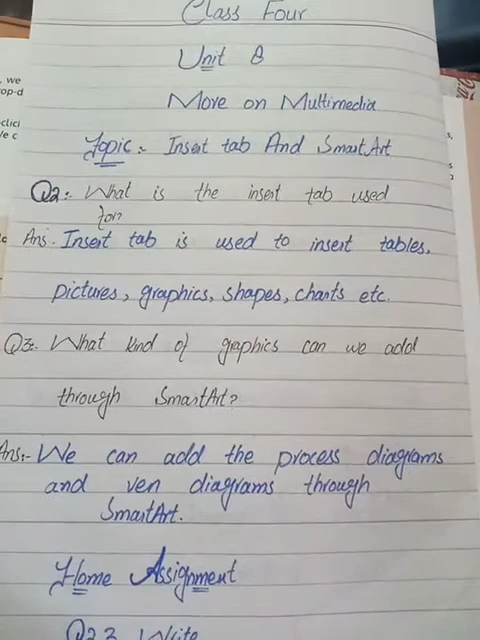 Class Four
Unit 8
More on Multimedia
Topic:- Insert tab And SmartArt
Q2:- What is the insert tab used
for?
Ans:- Insert tab is used to insert tables,
pictures, graphics, shapes, charts etc.
Q3:- What kind of graphics can we add
through SmartArt?
Ans:- We can add the process diagrams
and ven diagrams through
SmartArt.
Home Assignment
Q2,3 Write